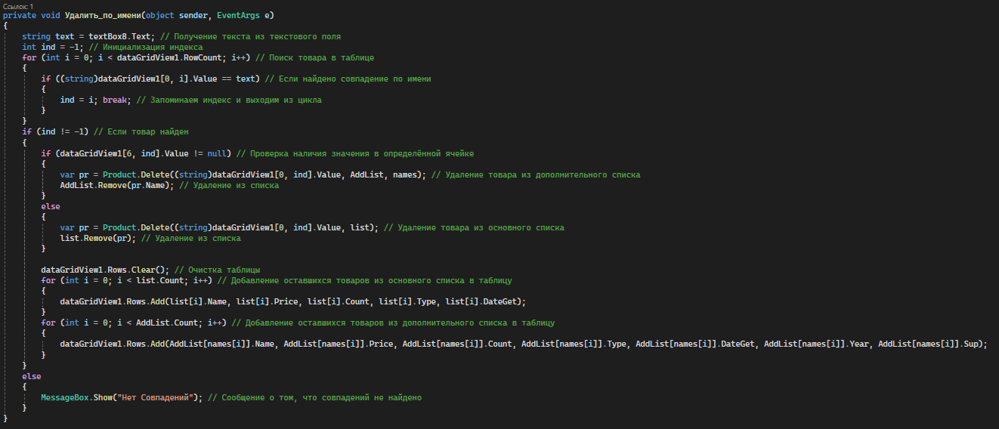 Ссылок: 1
private void Удалить_по_имени(object sender, EventArgs e)
{
    string text = textBox8.Text; // Получение текста из текстового поля
    int ind = -1; // Инициализация индекса
    for (int i = 0; i < dataGridView1.RowCount; i++) // Поиск товара в таблице
    {
        if ((string)dataGridView1[0, i].Value == text) // Если найдено совпадение по имени
        {
            ind = i; break; // Запоминаем индекс и выходим из цикла
        }
    }
    if (ind != -1) // Если товар найден
    {
        if (dataGridView1[6, ind].Value != null) // Проверка наличия значения в определённой ячейке
        {
            var pr = Product.Delete((string)dataGridView1[0, ind].Value, AddList, names); // Удаление товара из дополнительного списка
            AddList.Remove(pr.Name); // Удаление из списка
        }
        else
        {
            var pr = Product.Delete((string)dataGridView1[0, ind].Value, list); // Удаление товара из основного списка
            list.Remove(pr); // Удаление из списка
        }

        dataGridView1.Rows.Clear(); // Очистка таблицы
        for (int i = 0; i < list.Count; i++) // Добавление оставшихся товаров из основного списка в таблицу
        {
            dataGridView1.Rows.Add(list[i].Name, list[i].Price, list[i].Count, list[i].Type, list[i].DateGet);
        }
        for (int i = 0; i < AddList.Count; i++) // Добавление оставшихся товаров из дополнительного списка в таблицу
        {
            dataGridView1.Rows.Add(AddList[names[i]].Name, AddList[names[i]].Price, AddList[names[i]].Count, AddList[names[i]].Type, AddList[names[i]].DateGet, AddList[names[i]].Year, AddList[names[i]].Sup);
        }
    }
    else
    {
        MessageBox.Show("Нет Совпадений"); // Сообщение о том, что совпадений не найдено
    }
}